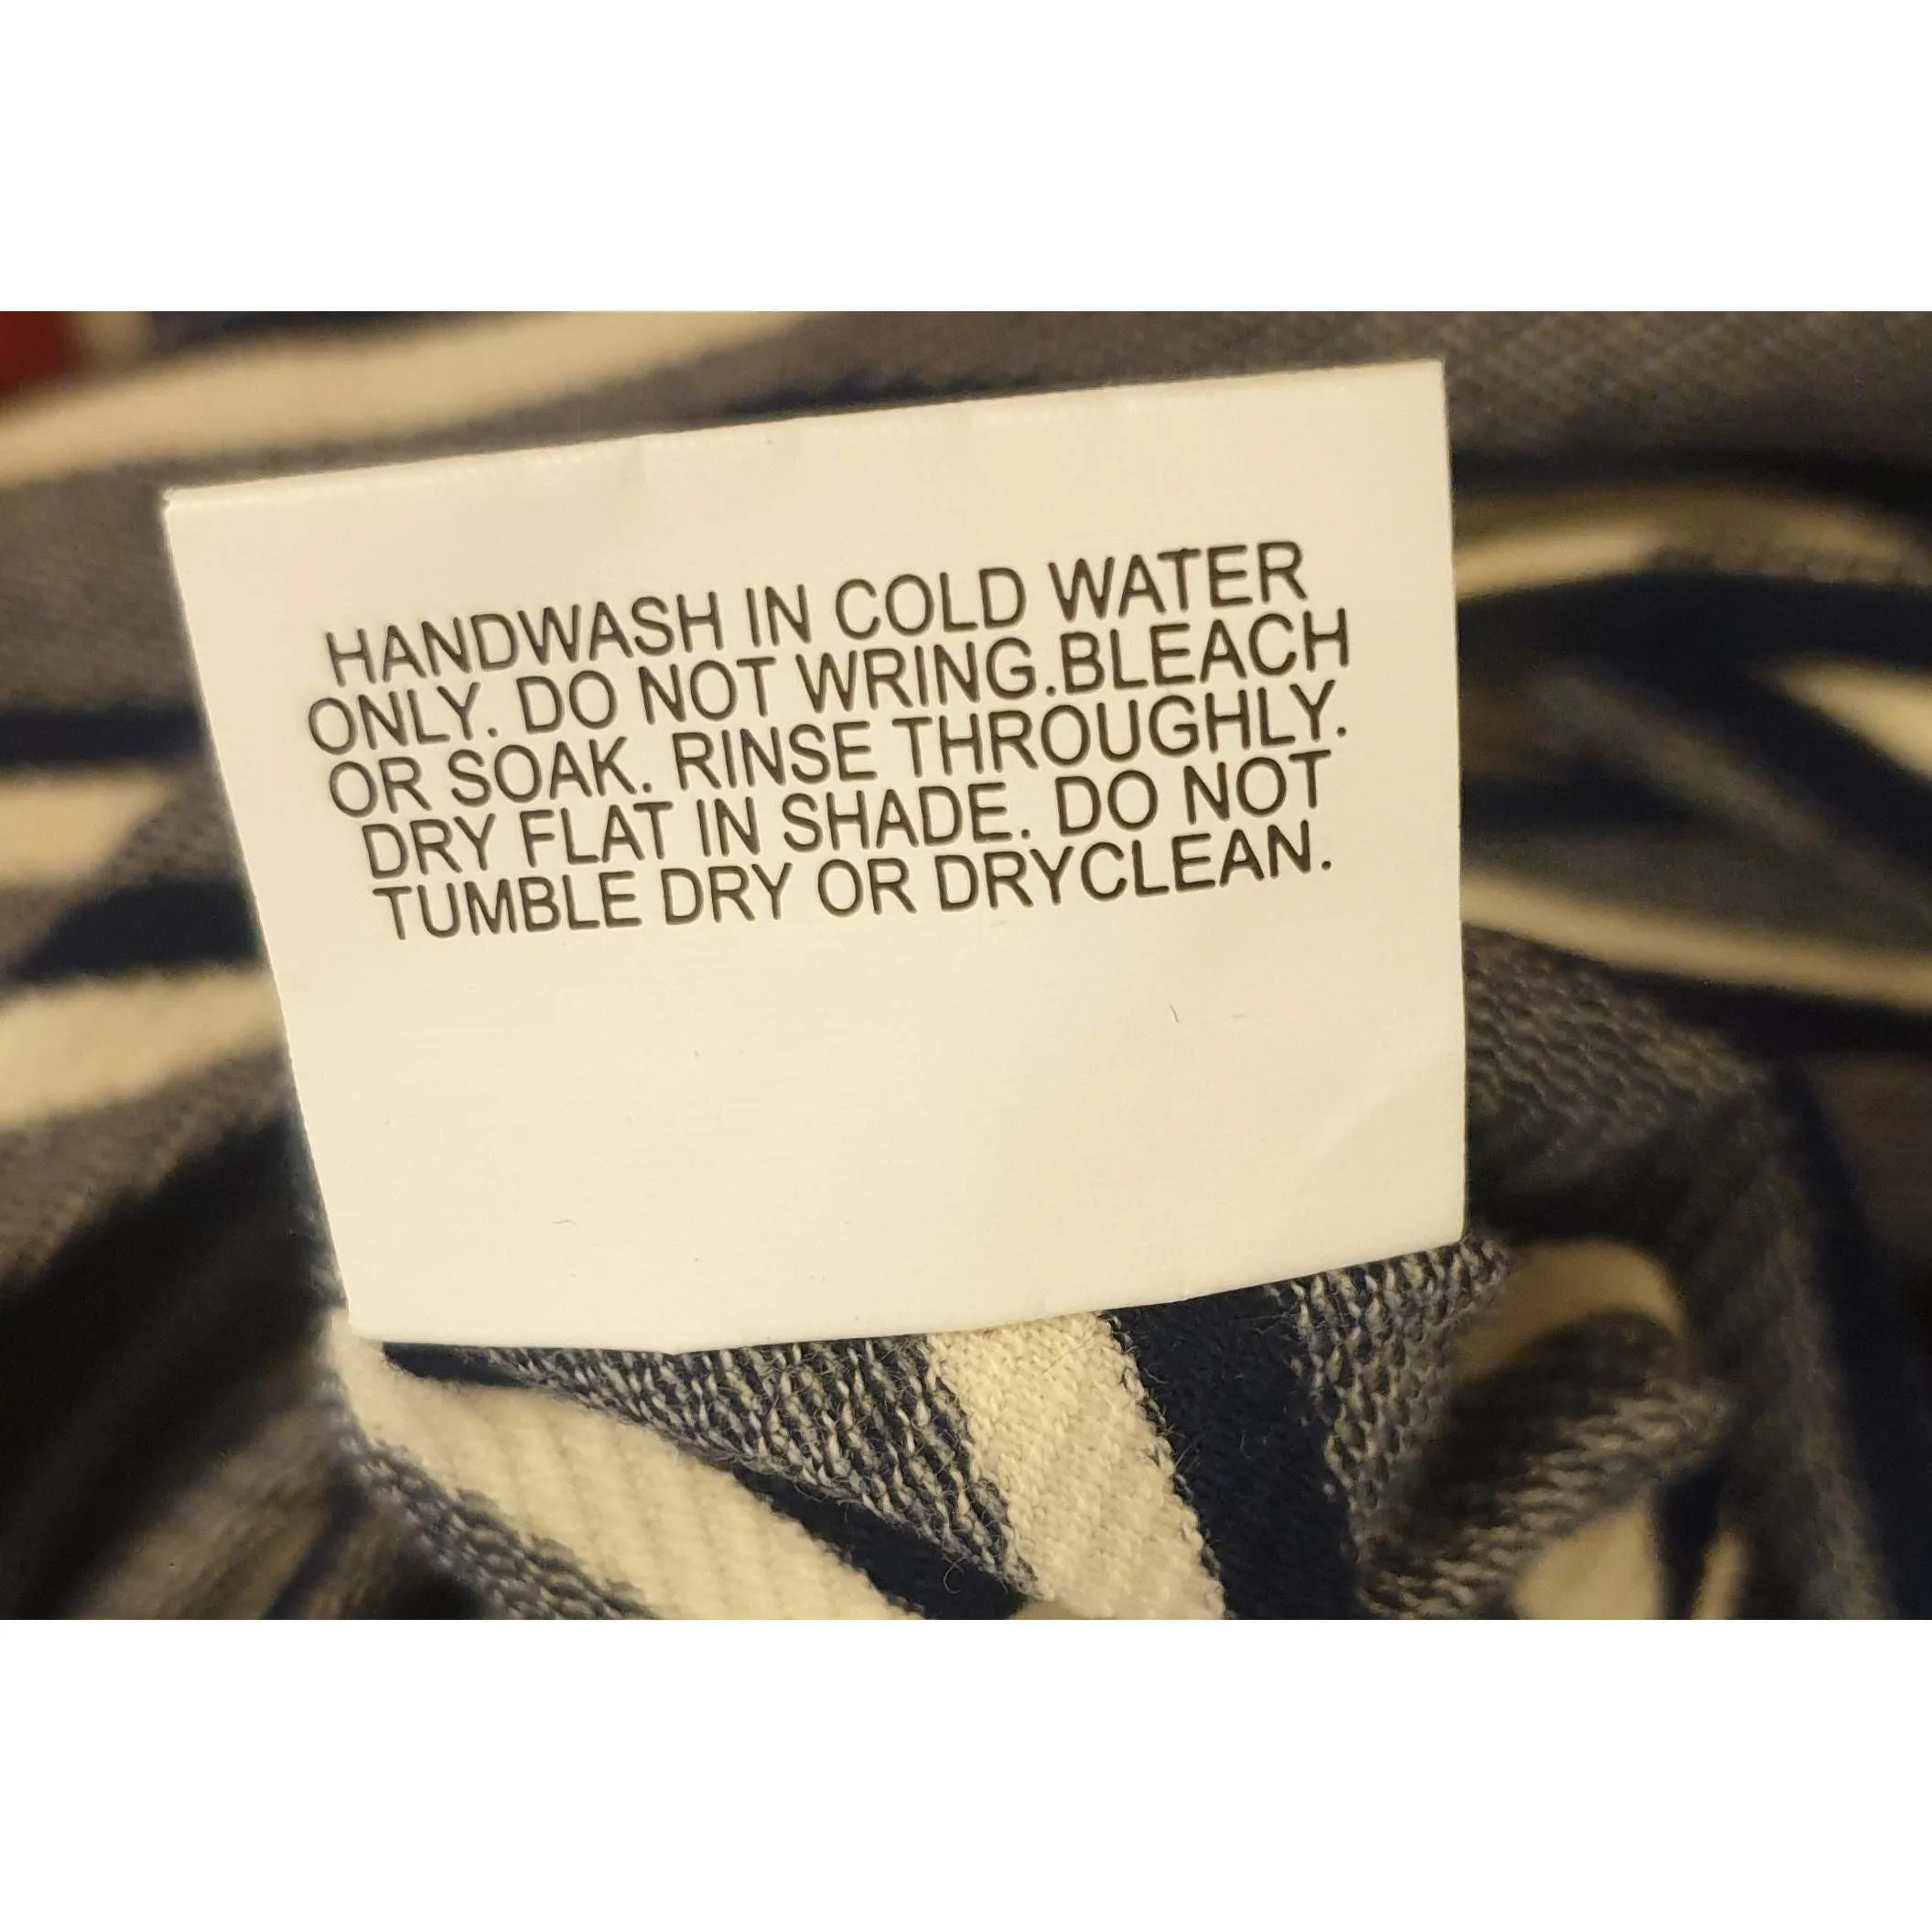 HANDWASH IN COLD WATER
ONLY. DO NOT WRING.BLEACH
OR SOAK. RINSE THROUGHLY.
DRY FLAT IN SHADE. DO NOT
TUMBLE DRY OR DRYCLEAN.